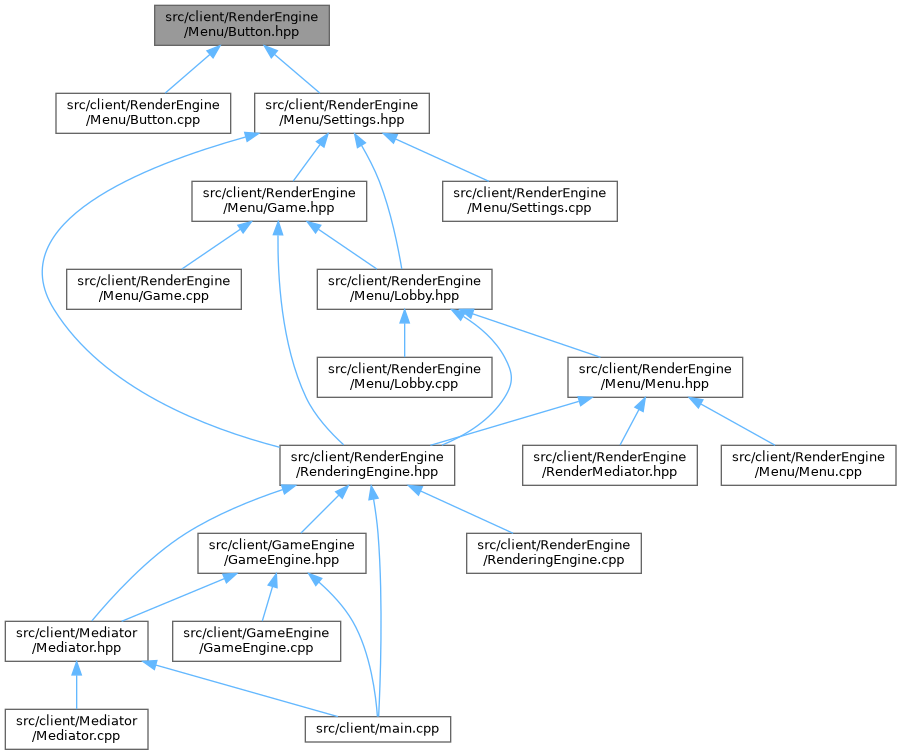 src/client/RenderEngine
/Menu/Button.hpp
src/client/RenderEngine
/Menu/Button.cpp
src/client/RenderEngine
/Menu/Settings.hpp
src/client/RenderEngine
/Menu/Game.hpp
src/client/RenderEngine
/Menu/Settings.cpp
src/client/RenderEngine
/Menu/Game.cpp
src/client/RenderEngine
/Menu/Lobby.hpp
src/client/RenderEngine
/Menu/Lobby.cpp
src/client/RenderEngine
/Menu/Menu.hpp
src/client/RenderEngine
/RenderingEngine.hpp
src/client/RenderEngine
/RenderMediator.hpp
src/client/RenderEngine
/Menu/Menu.cpp
src/client/GameEngine
/GameEngine.hpp
src/client/RenderEngine
/RenderingEngine.cpp
src/client/Mediator
/Mediator.hpp
src/client/GameEngine
/GameEngine.cpp
src/client/Mediator
/Mediator.cpp
src/client/main.cpp